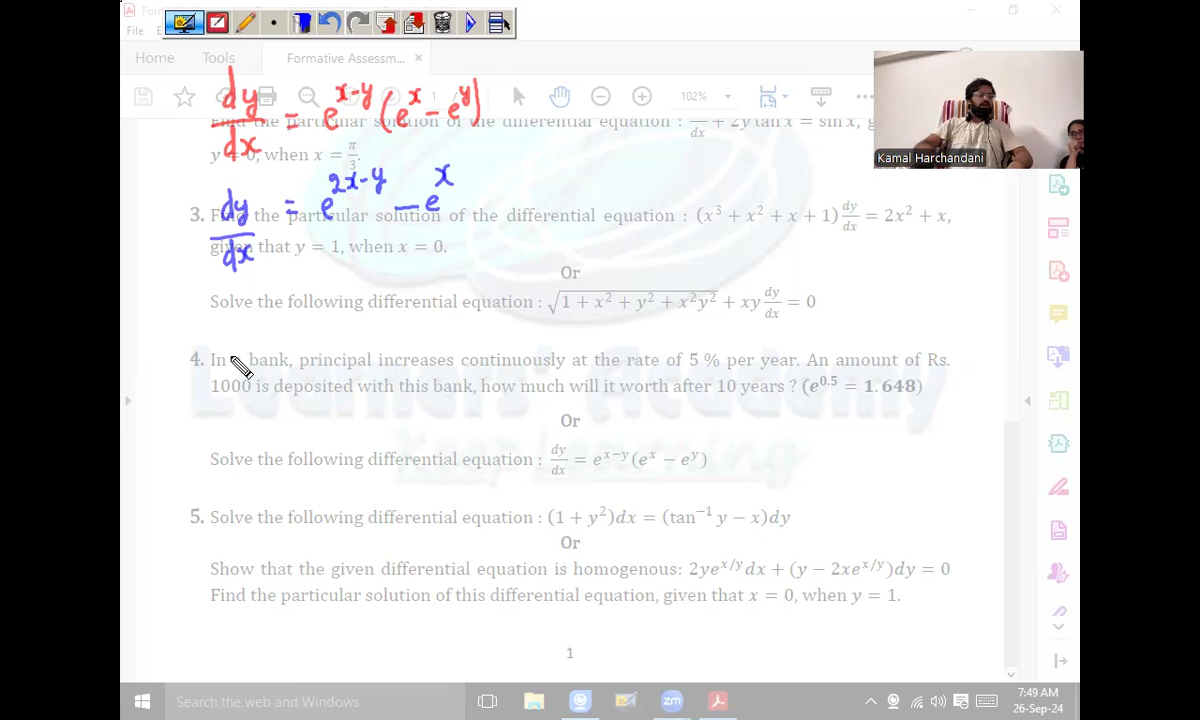 File
Home
Tools
Formative Assessm...
×
1
102%
dy/dx = e^{x-y} (e^x - e^y)
Find the particular solution of the differential equation : dy/dx + 2y tan x = sin x,
y = 0, when x = π/3.
dy/dx = e^{2x-y} - e^x
3. Find the particular solution of the differential equation : (x³ + x² + x + 1) dy/dx = 2x² + x,
given that y = 1, when x = 0.
Or
Solve the following differential equation : √(1 + x² + y² + x²y²) + xy dy/dx = 0
4. In bank, principal increases continuously at the rate of 5 % per year. An amount of Rs.
1000 is deposited with this bank, how much will it worth after 10 years ? (e^{0.5} = 1.648)
Or
Solve the following differential equation : dy/dx = e^{x-y}(e^x - e^y)
5. Solve the following differential equation : (1 + y²)dx = (tan⁻¹ y - x)dy
Or
Show that the given differential equation is homogenous: 2ye^{x/y}dx + (y - 2xe^{x/y})dy = 0
Find the particular solution of this differential equation, given that x = 0, when y = 1.
1
Learners' Academy
Keep Learning
Kamal Harchandani
Search the web and Windows
zm
7:49 AM
26-Sep-24